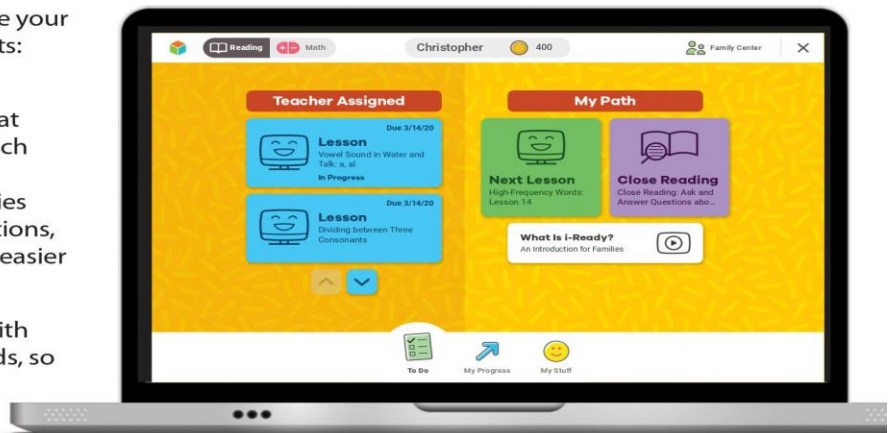 e your
ts:
at
ch
ies
tions,
easier
ith
ds, so
Reading
Math
Christopher
400
Family Center
Teacher Assigned
Due 3/14/20
Lesson
Vowel Sound in Water and
Talk: a, al
In Progress
Due 3/14/20
Lesson
Dividing between Three
Consonants
My Path
Next Lesson
High-Frequency Words:
Lesson 14
Close Reading
Close Reading: Ask and
Answer Questions abo...
What Is i-Ready?
An Introduction for Families
To Do
My Progress
My Stuff